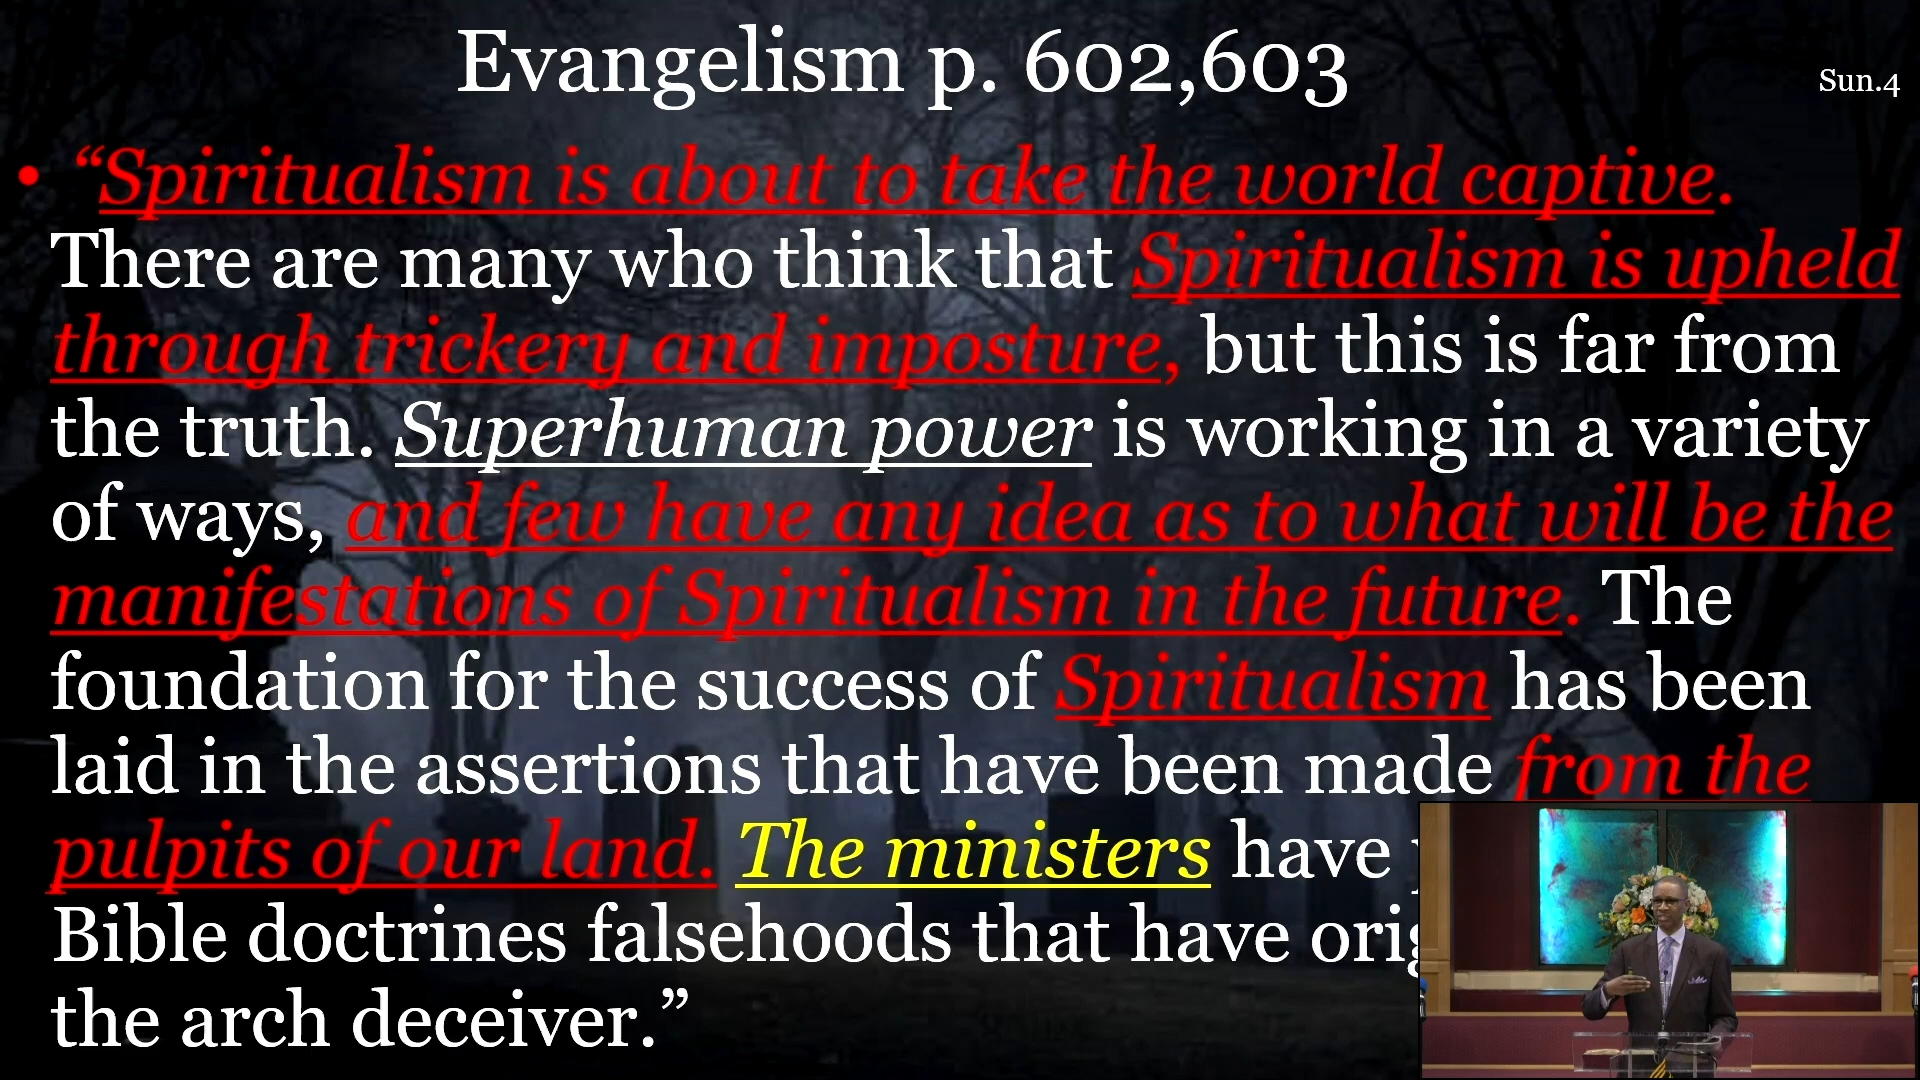 Evangelism p. 602,603
Sun.4
• “Spiritualism is about to take the world captive.
There are many who think that Spiritualism is upheld
through trickery and imposture, but this is far from
the truth. Superhuman power is working in a variety
of ways, and few have any idea as to what will be the
manifestations of Spiritualism in the future. The
foundation for the success of Spiritualism has been
laid in the assertions that have been made from the
pulpits of our land. The ministers have
Bible doctrines falsehoods that have
the arch deceiver.”